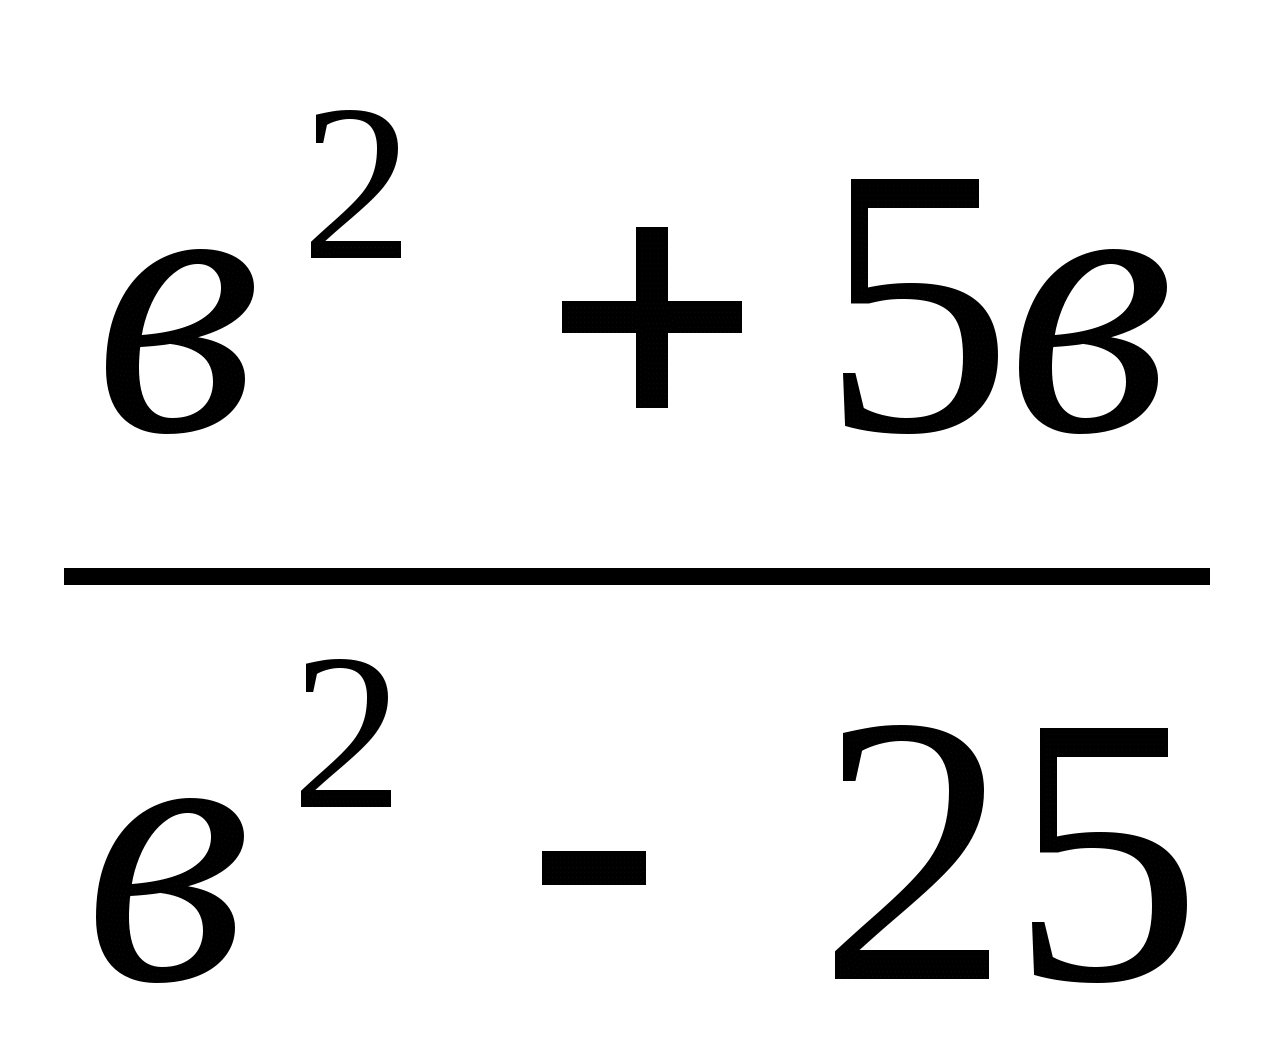 в² + 5в
в² - 25